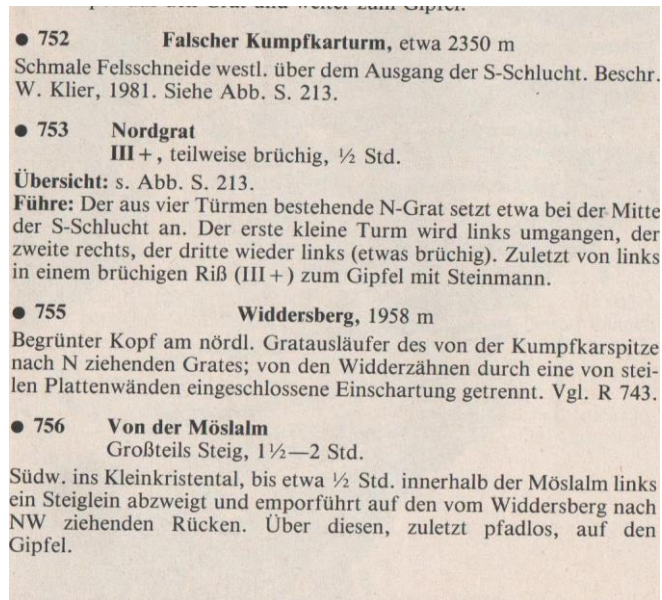 ● 752 Falscher Kumpfkarturm, etwa 2350 m
Schmale Felsschneide westl. über dem Ausgang der S-Schlucht. Beschr.
W. Klier, 1981. Siehe Abb. S. 213.
● 753 Nordgrat
III+, teilweise brüchig, ½ Std.
Übersicht: s. Abb. S. 213.
Führe: Der aus vier Türmen bestehende N-Grat setzt etwa bei der Mitte
der S-Schlucht an. Der erste kleine Turm wird links umgangen, der
zweite rechts, der dritte wieder links (etwas brüchig). Zuletzt von links
in einem brüchigen Riß (III+) zum Gipfel mit Steinmann.
● 755 Widdersberg, 1958 m
Begrünter Kopf am nördl. Gratausläufer des von der Kumpfkarspitze
nach N ziehenden Grates; von den Widderzähnen durch eine von stei-
len Plattenwänden eingeschlossene Einschartung getrennt. Vgl. R 743.
● 756 Von der Möslalm
Großteils Steig, 1½—2 Std.
Südw. ins Kleinkristental, bis etwa ½ Std. innerhalb der Möslalm links
ein Steiglein abzweigt und emporführt auf den vom Widdersberg nach
NW ziehenden Rücken. Über diesen, zuletzt pfadlos, auf den
Gipfel.